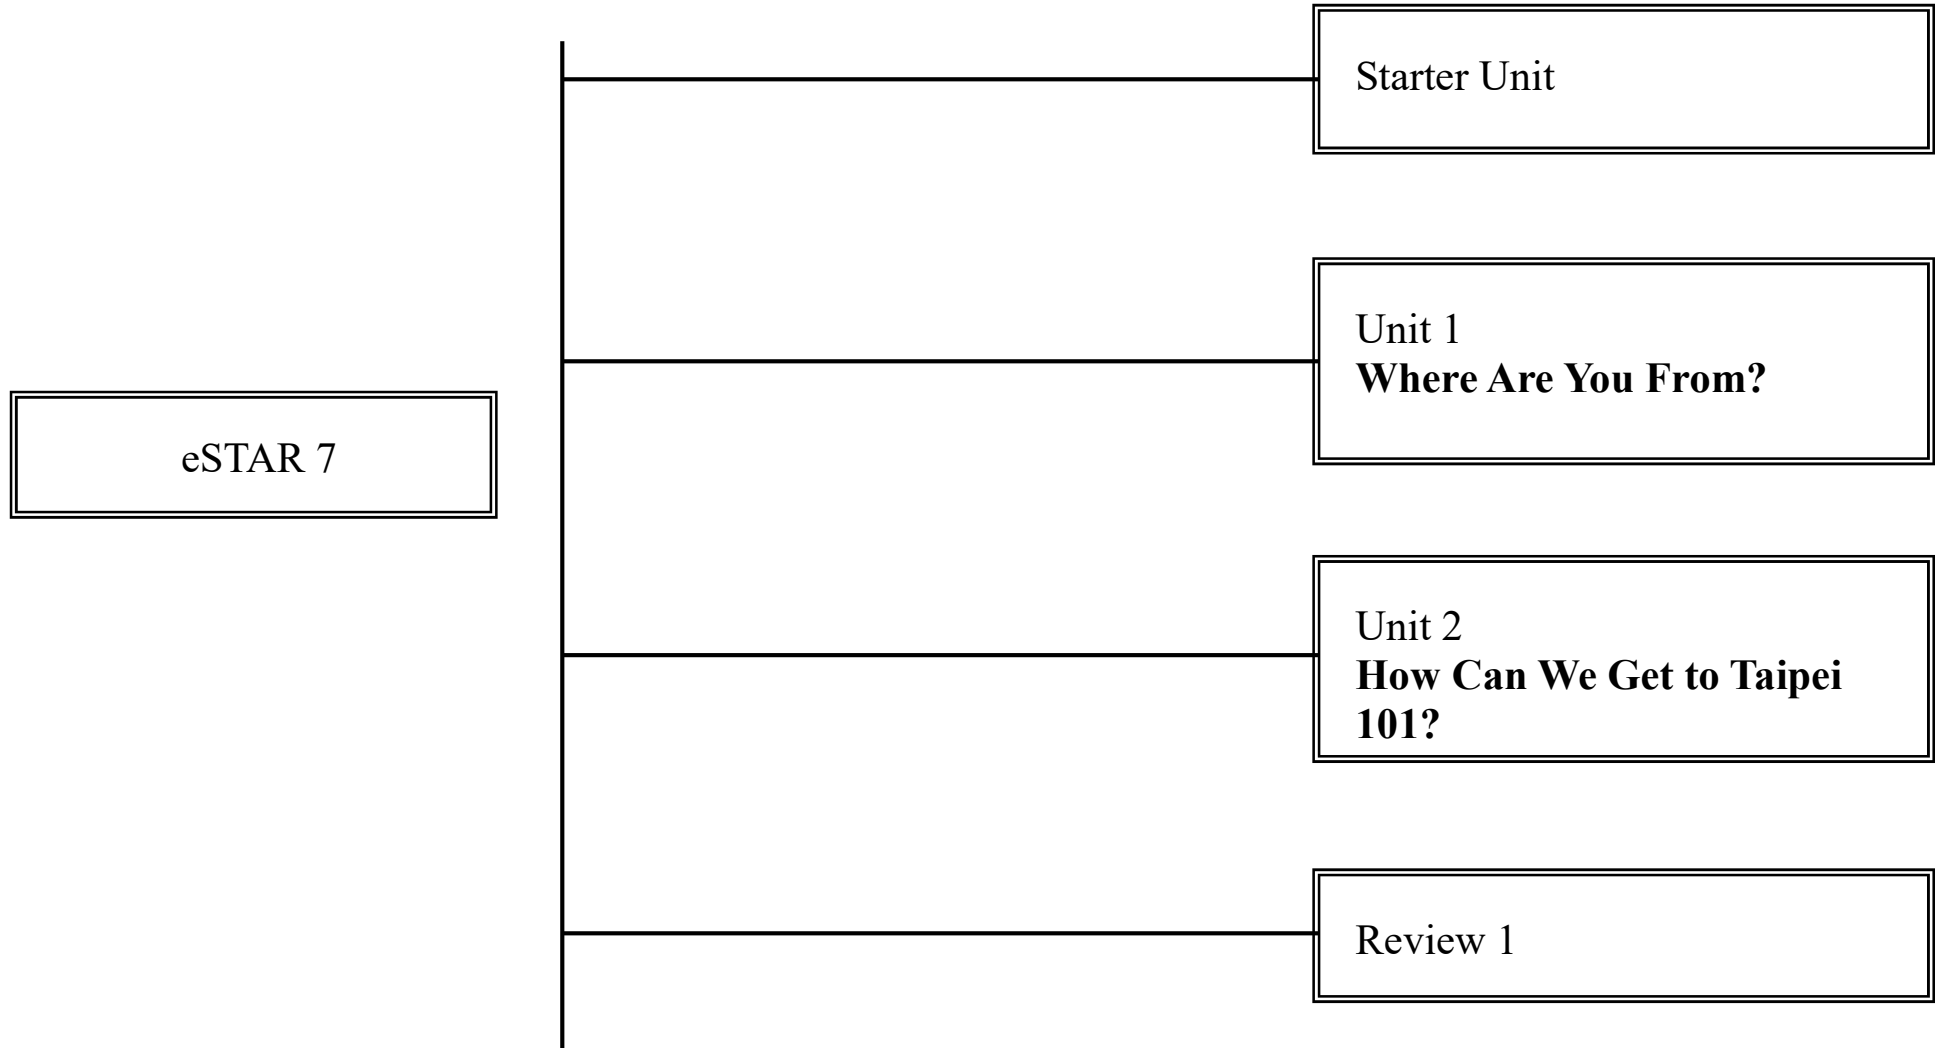 Starter Unit
Unit 1
Where Are You From?
eSTAR 7
Unit 2
How Can We Get to Taipei
101?
Review 1